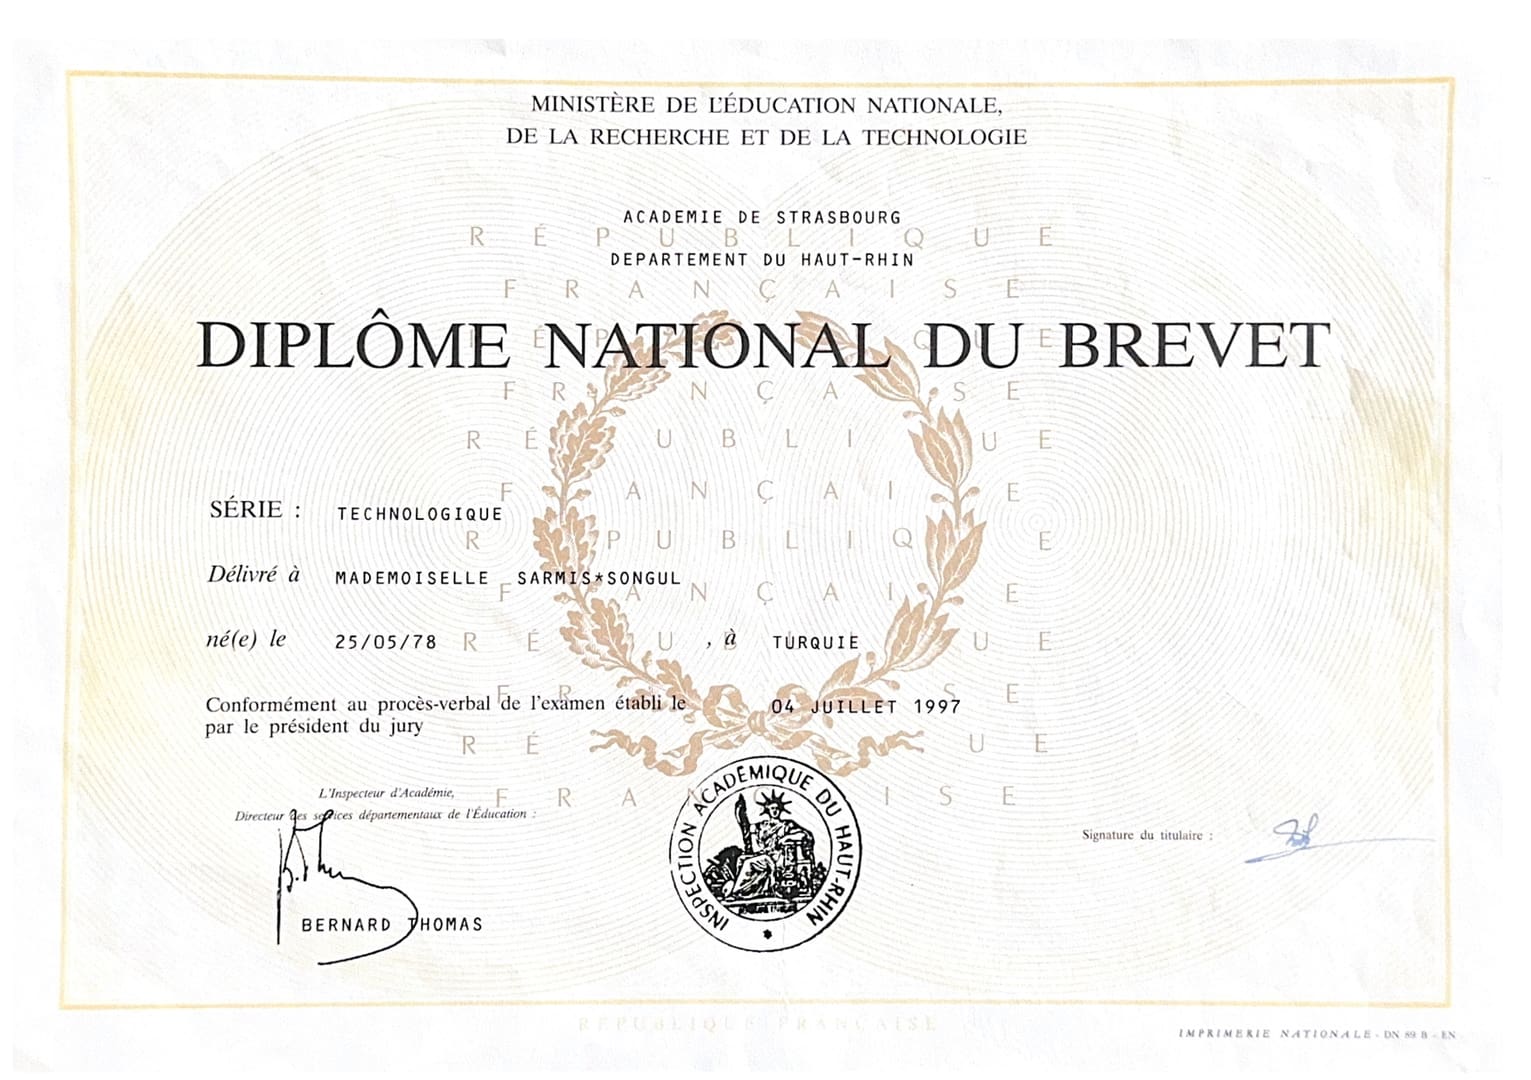 MINISTÈRE DE L'ÉDUCATION NATIONALE,
DE LA RECHERCHE ET DE LA TECHNOLOGIE
ACADEMIE DE STRASBOURG
RÉPUBLIQUE
DEPARTEMENT DU HAUT-RHIN
FRANÇAISE
DIPLÔME NATIONAL DU BREVET
SÉRIE : TECHNOLOGIQUE
Délivré à MADEMOISELLE SARMIS*SONGUL
né(e) le 25/05/78 , à TURQUIE
Conformément au procès-verbal de l'examen établi le 04 JUILLET 1997
par le président du jury
L'Inspecteur d'Académie,
Directeur des services départementaux de l'Éducation :
INSPECTION ACADÉMIQUE DU HAUT-RHIN
Signature du titulaire :
BERNARD THOMAS
RÉPUBLIQUE FRANÇAISE
IMPRIMERIE NATIONALE - DN 89 B - EN